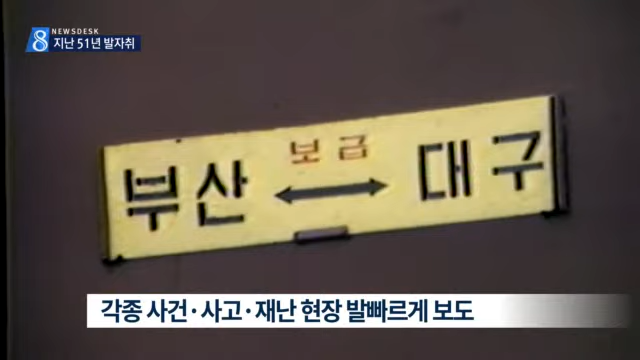 8 NEWSDESK
지난 51년 발자취
보급
부산 ↔ 대구
각종 사건·사고·재난 현장 발빠르게 보도